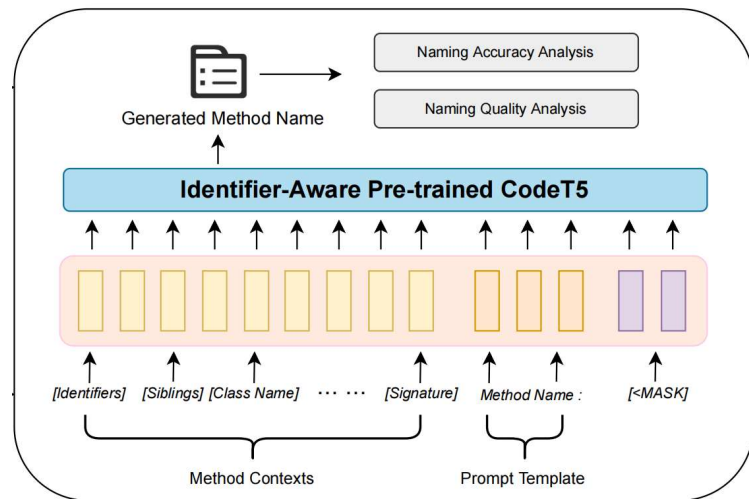 Naming Accuracy Analysis
Naming Quality Analysis
Generated Method Name
Identifier-Aware Pre-trained CodeT5
[Identifiers] [Siblings] [Class Name] ... ... [Signature] Method Name : [<MASK]
Method Contexts Prompt Template